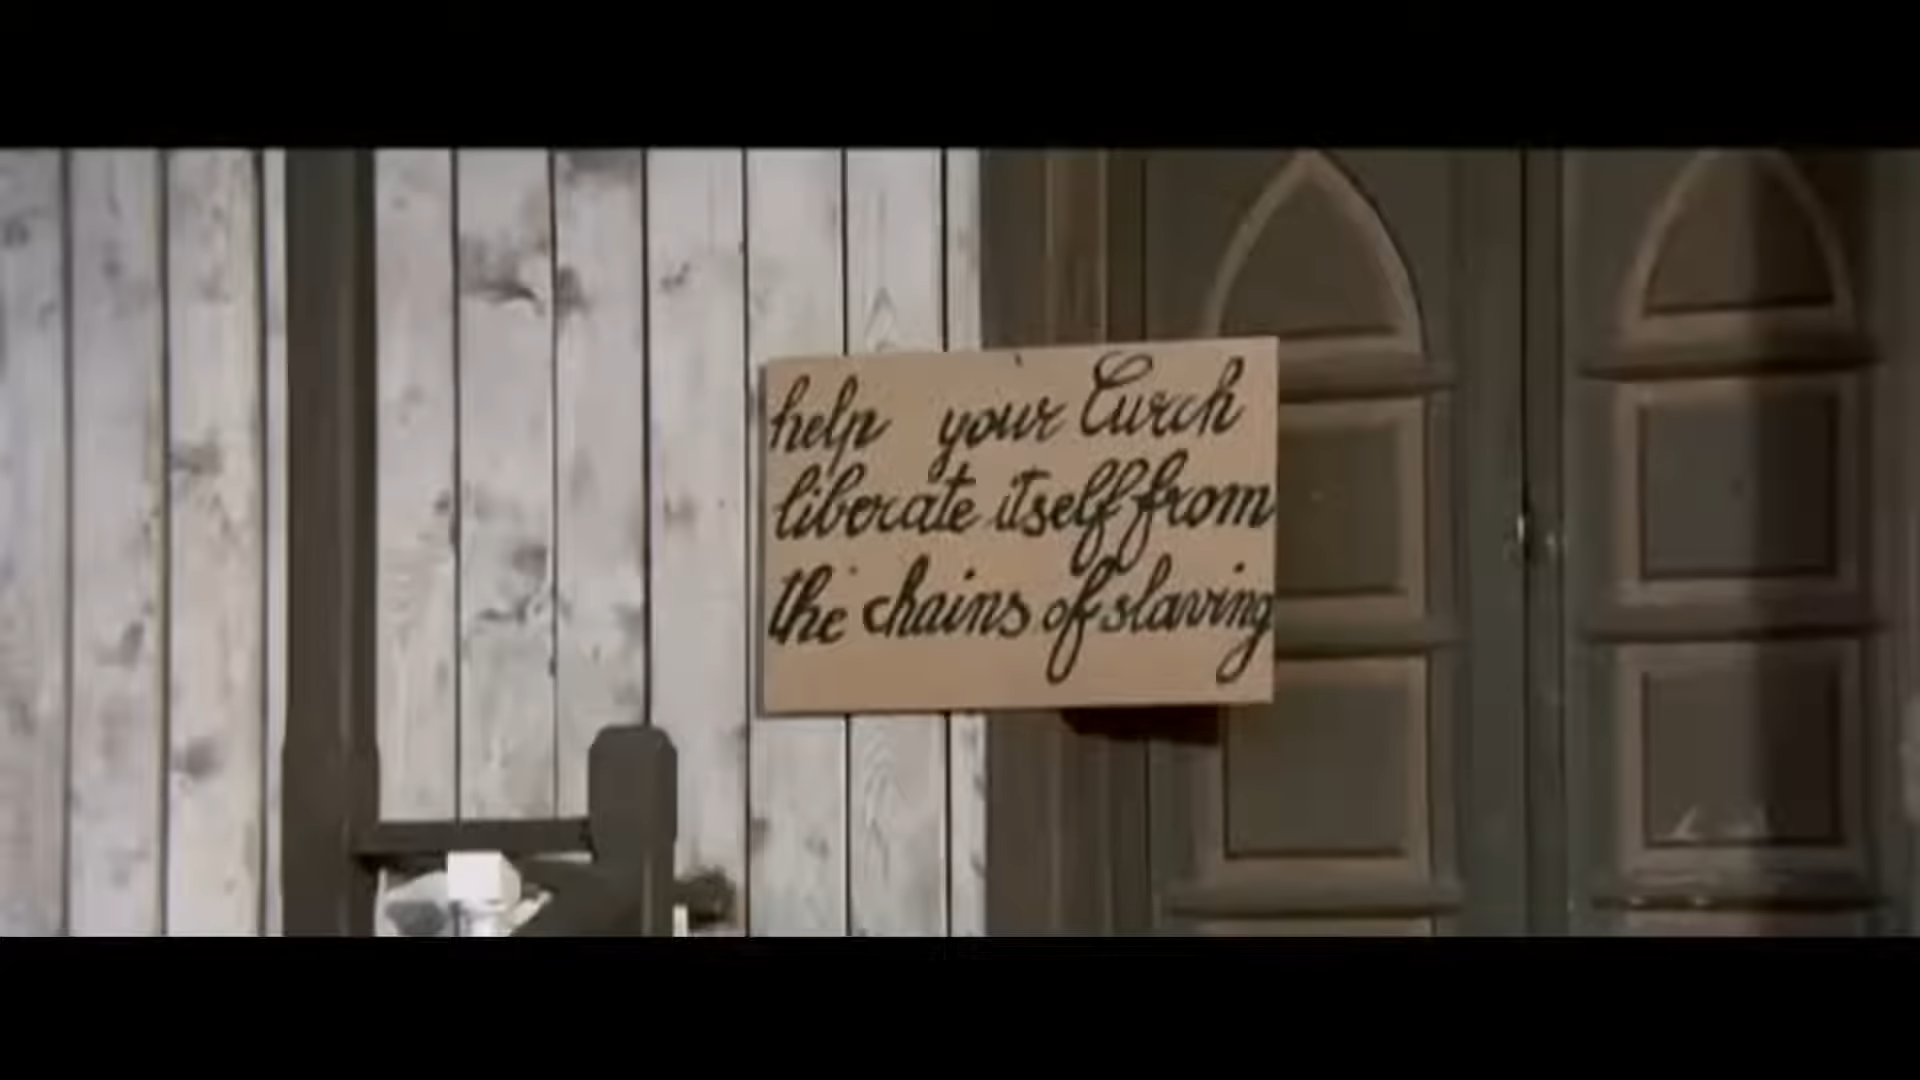 help your Curch
liberate itself from
the chains of slaving